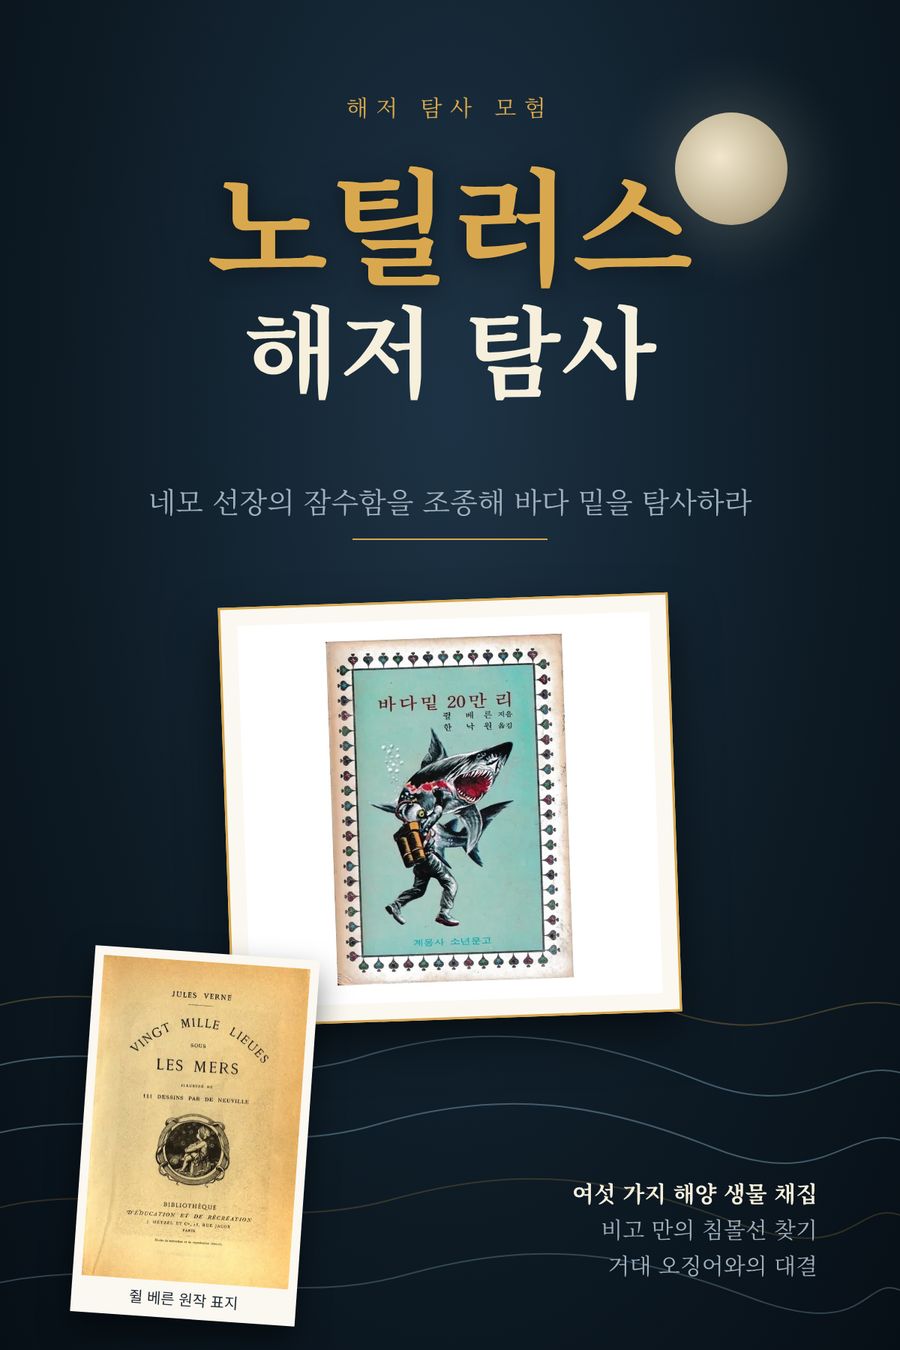 해저 탐사 모험
노틸러스
해저 탐사
네모 선장의 잠수함을 조종해 바다 밑을 탐사하라
바다밑 20만 리
베 른 지음
한 낙 원 옮김
계몽사 소년문고
JULES VERNE
VINGT MILLE LIEUES
SOUS
LES MERS
ILLUSTRÉ DE
111 DESSINS PAR DE NEUVILLE
BIBLIOTHÈQUE
D'ÉDUCATION ET DE RÉCRÉATION
J. HETZEL ET Cie, 18, RUE JACOB
PARIS
쥘 베른 원작 표지
여섯 가지 해양 생물 채집
비고 만의 침몰선 찾기
거대 오징어와의 대결